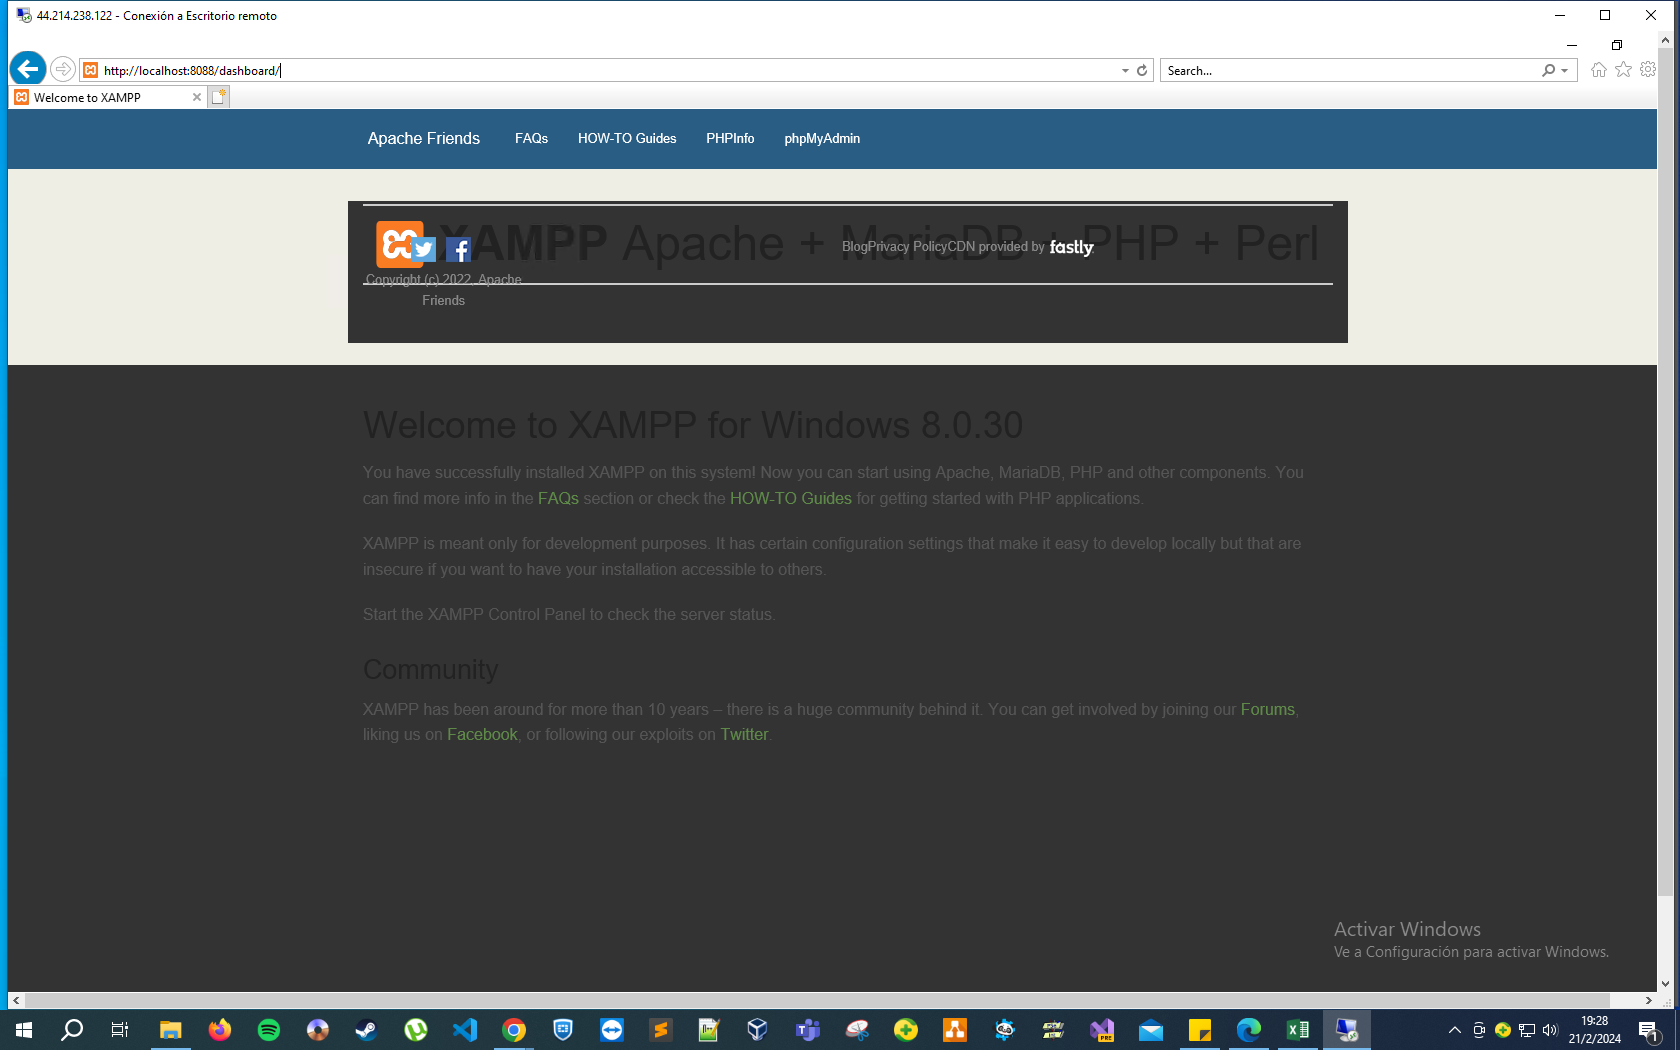 44.214.238.122 - Conexión a Escritorio remoto
http://localhost:8088/dashboard/
Search...
Welcome to XAMPP
Apache Friends FAQs HOW-TO Guides PHPInfo phpMyAdmin
XAMPP Apache + MariaDB + PHP + Perl
BlogPrivacy PolicyCDN provided by fastly
Copyright (c) 2022, Apache
Friends
Welcome to XAMPP for Windows 8.0.30
You have successfully installed XAMPP on this system! Now you can start using Apache, MariaDB, PHP and other components. You
can find more info in the FAQs section or check the HOW-TO Guides for getting started with PHP applications.
XAMPP is meant only for development purposes. It has certain configuration settings that make it easy to develop locally but that are
insecure if you want to have your installation accessible to others.
Start the XAMPP Control Panel to check the server status.
Community
XAMPP has been around for more than 10 years – there is a huge community behind it. You can get involved by joining our Forums,
liking us on Facebook, or following our exploits on Twitter.
Activar Windows
Ve a Configuración para activar Windows.
19:28
21/2/2024
1